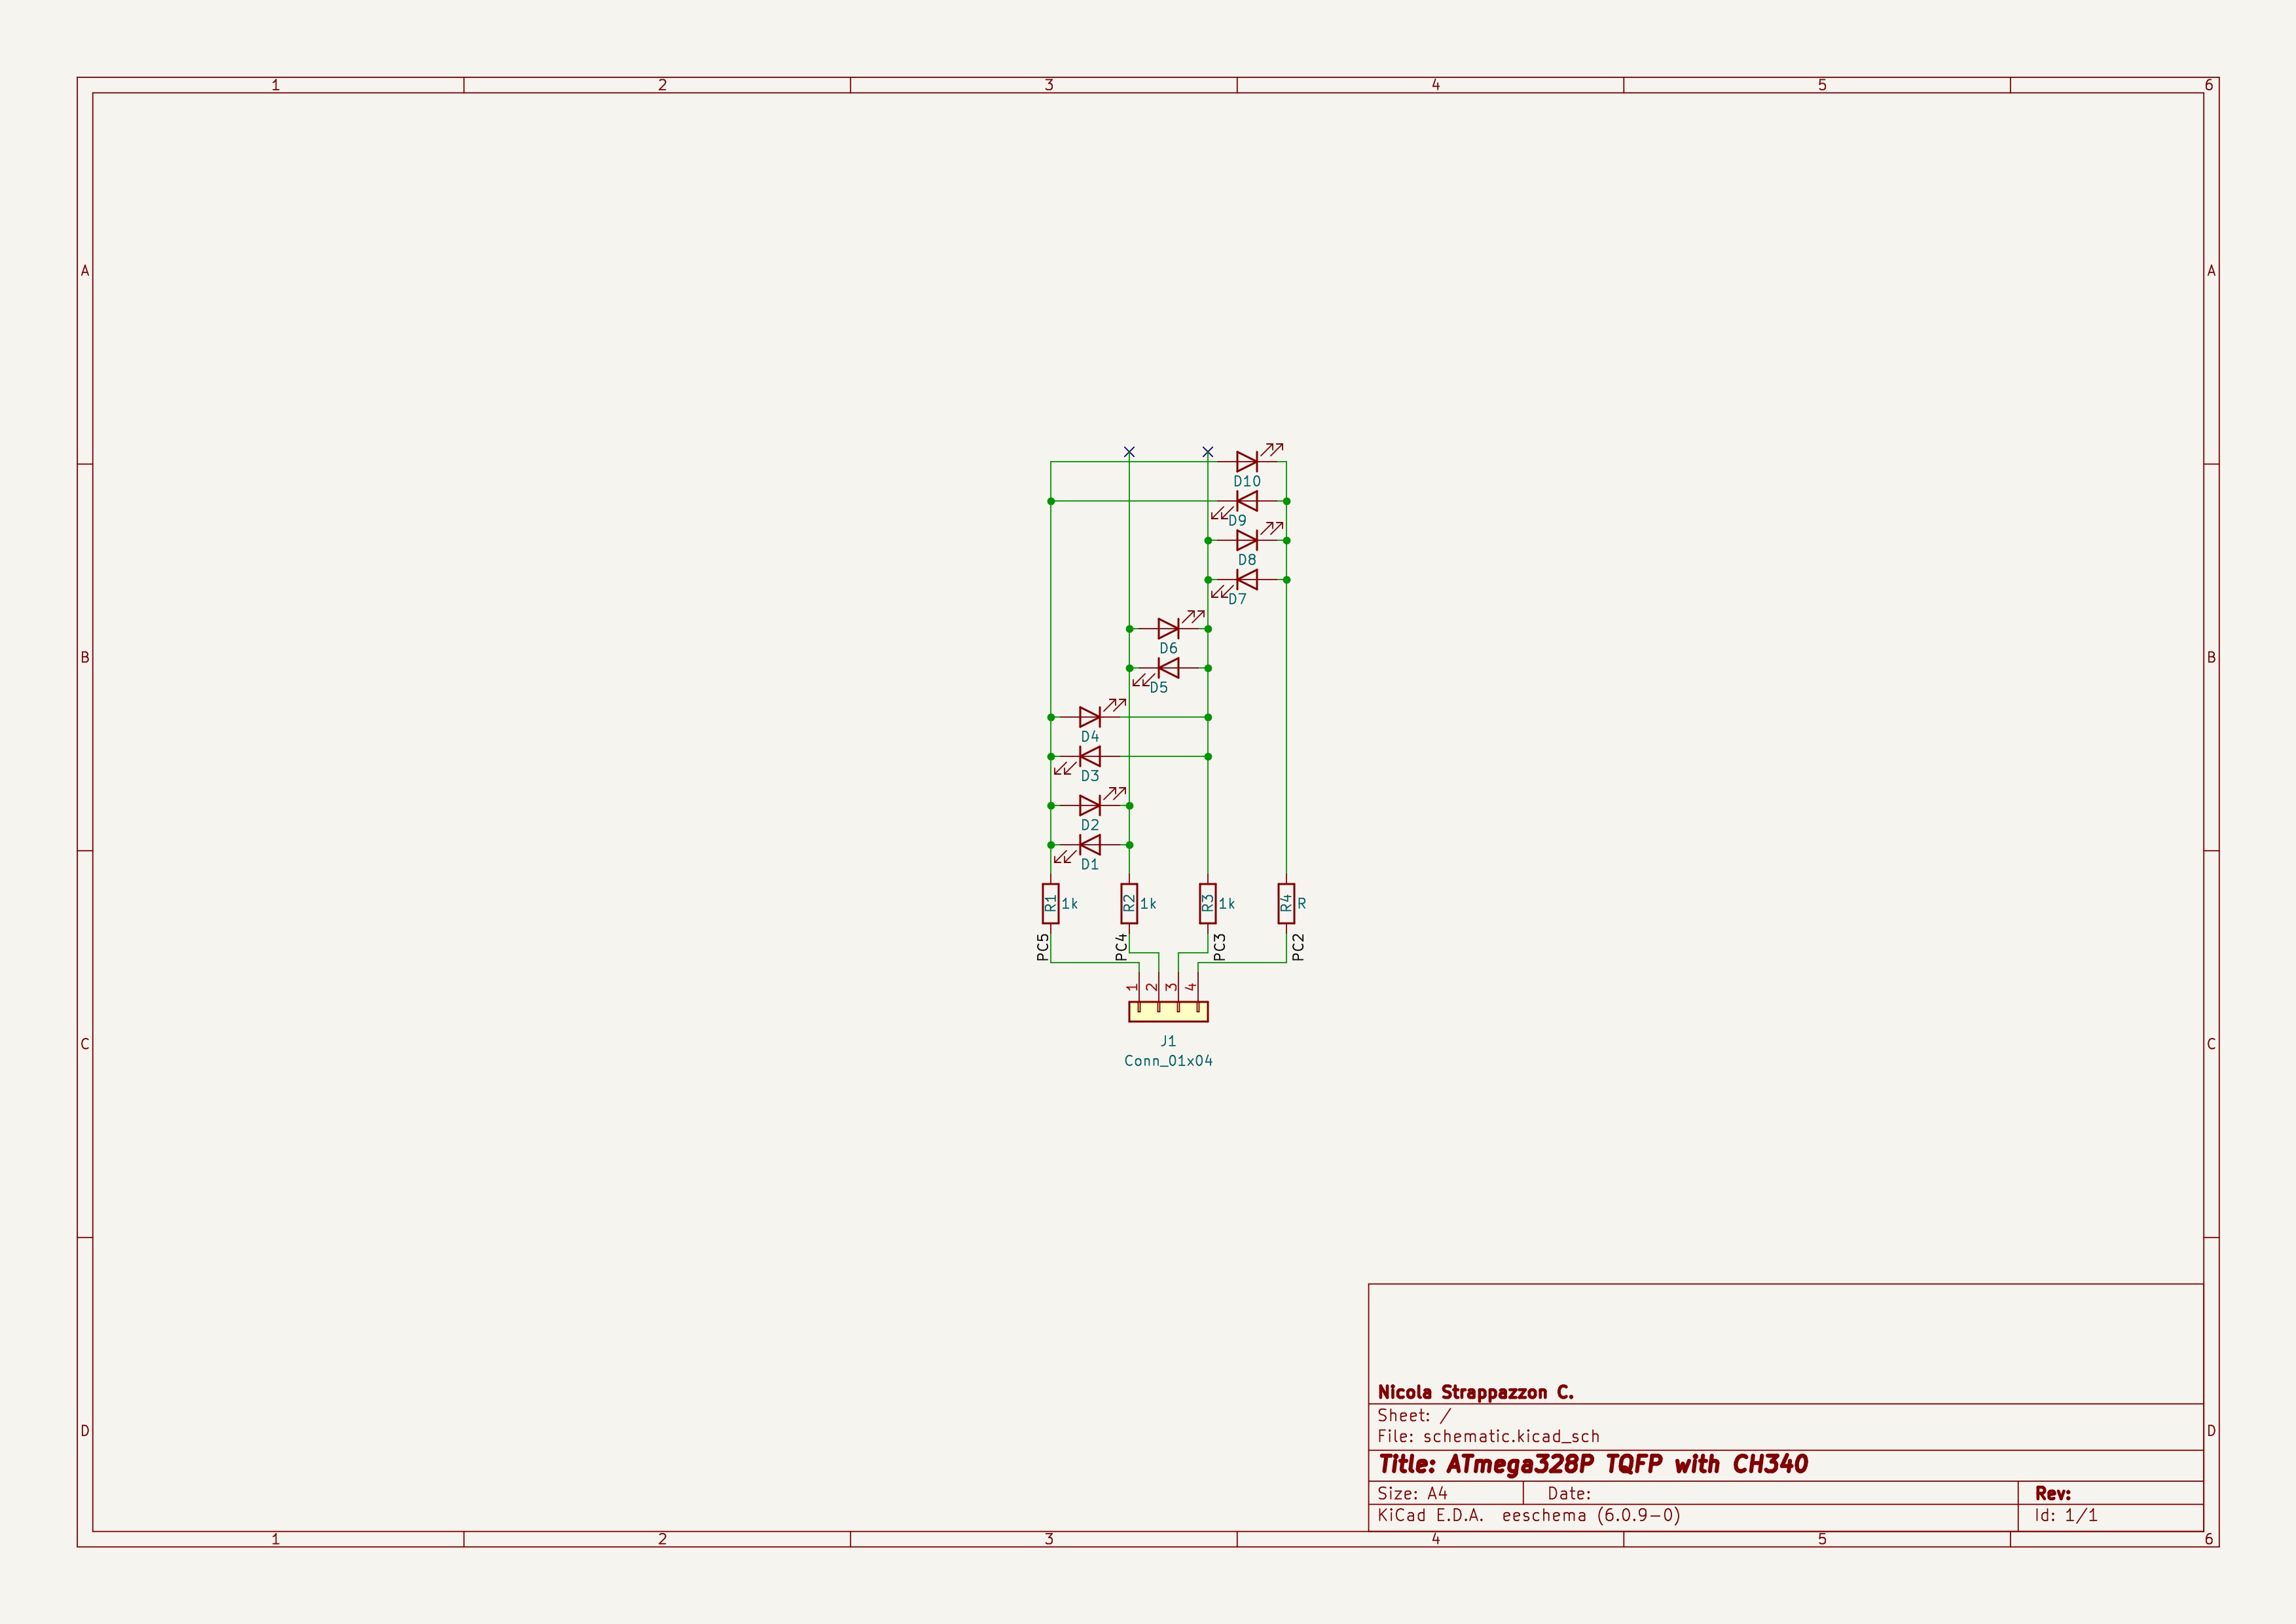 1 2 3 4 5 6
A A
D10
D9
D8
D7
B B
D6
D5
D4
D3
D2
D1
R1 1k R2 1k R3 1k R4 R
PC5 PC4 PC3 PC2
1 2 3 4
J1
C C
Conn_01x04
Nicola Strappazzon C.
Sheet: /
File: schematic.kicad_sch
D D
Title: ATmega328P TQFP with CH340
Size: A4 Date: Rev:
KiCad E.D.A. eeschema (6.0.9-0) Id: 1/1
1 2 3 4 5 6